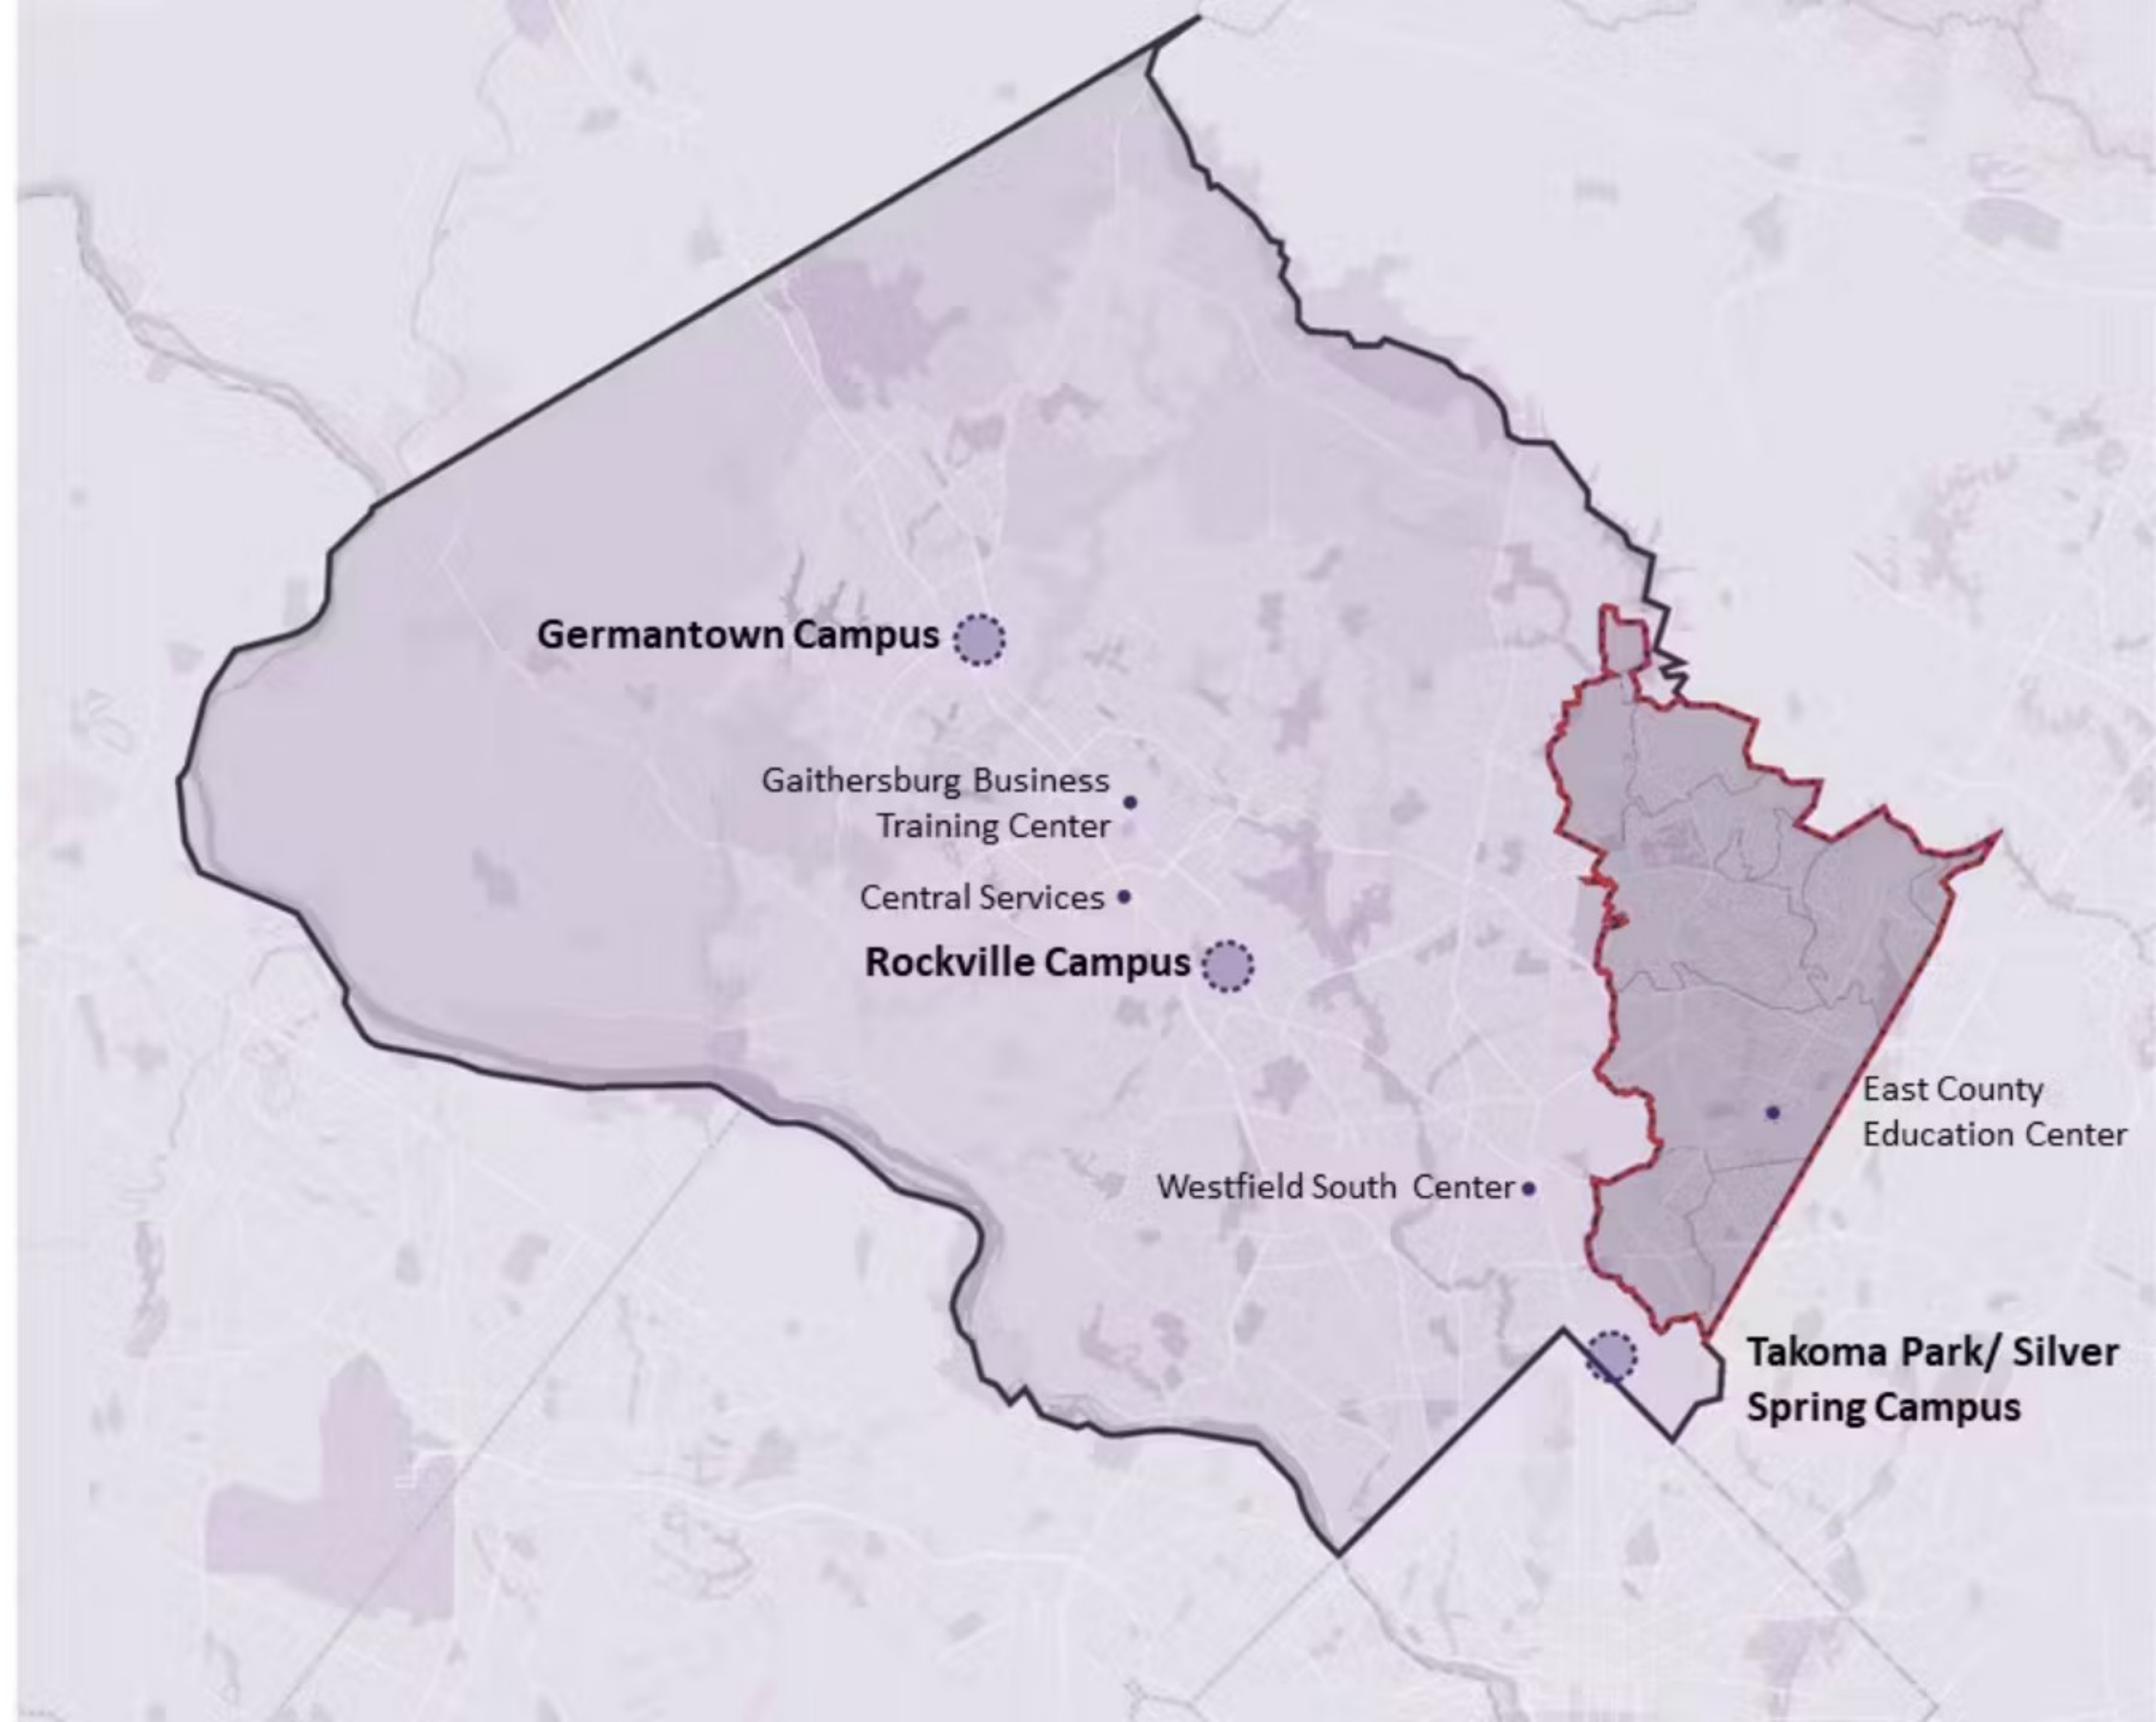 Germantown Campus
Gaithersburg Business
Training Center
Central Services
Rockville Campus
East County
Education Center
Westfield South Center
Takoma Park/ Silver
Spring Campus